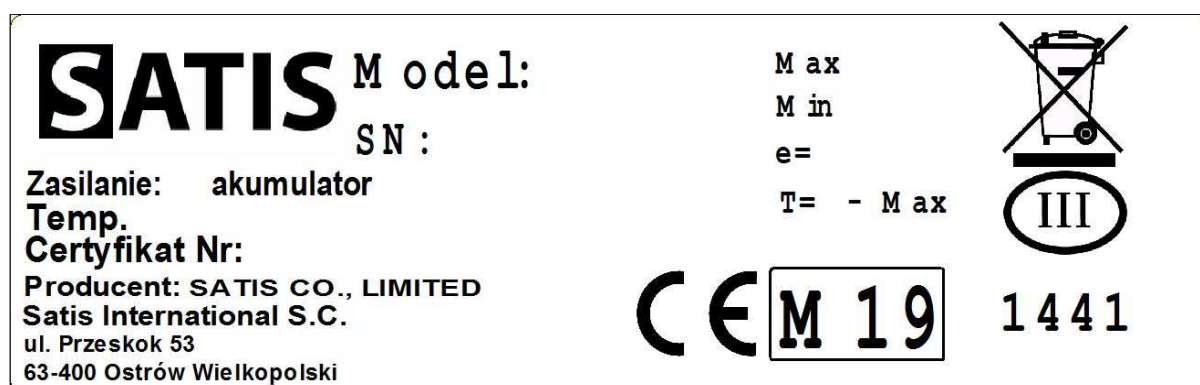 SATIS
Model:
SN:
Zasilanie: akumulator
Temp.
Certyfikat Nr:
Producent: SATIS CO., LIMITED
Satis International S.C.
ul. Przeskok 53
63-400 Ostrów Wielkopolski
Max
Min
e=
T= - Max
III
CE M 19 1441